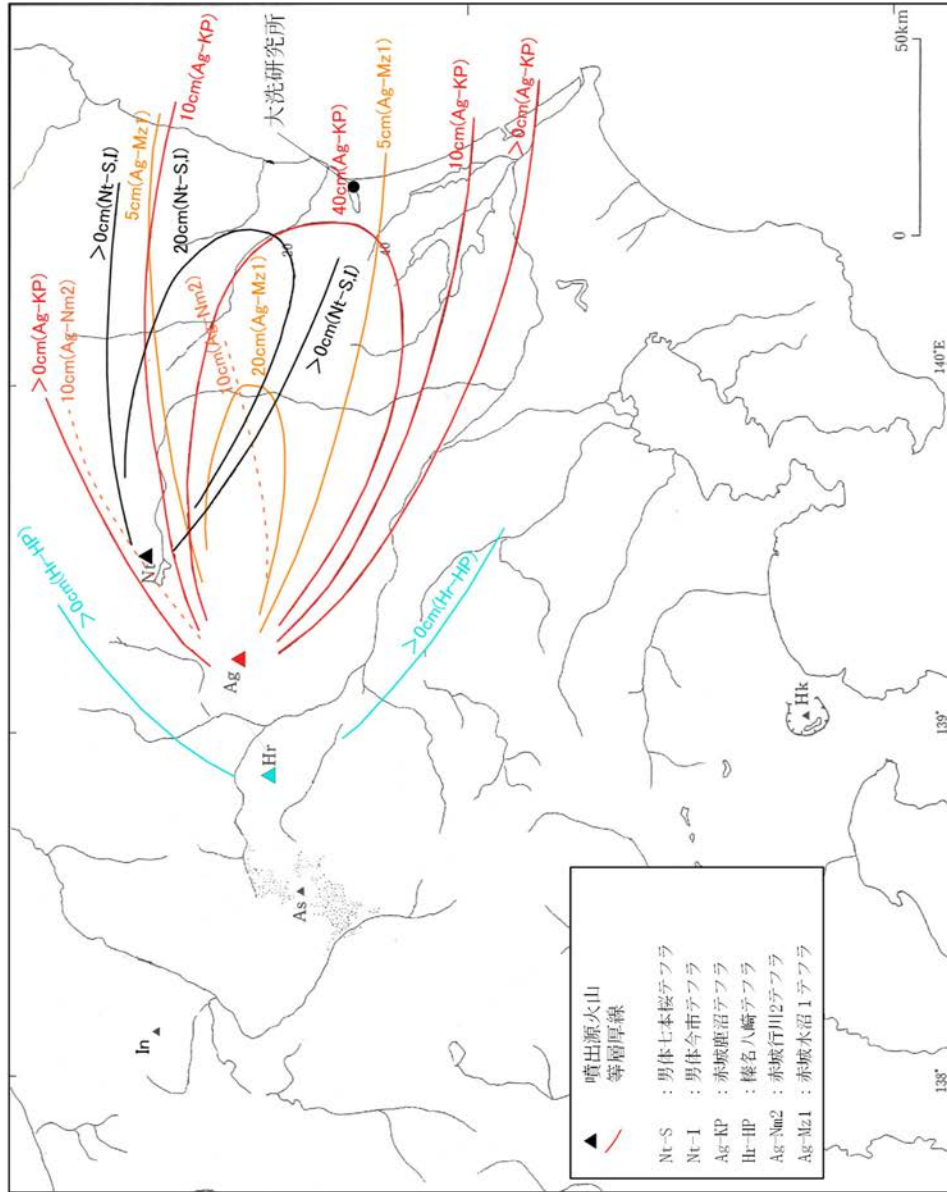 >0cm(Ag-KP)
10cm(Ag-Nm2)
>0cm(Nt-S,I)
5cm(Ag-Mz1)
10cm(Ag-KP)
20cm(Nt-S,I)
大洗研究所
40cm(Ag-KP)
20
40
10cm(Ag-Nm2)
20cm(Ag-Mz1)
>0cm(Nt-S,I)
5cm(Ag-Mz1)
10cm(Ag-KP)
>0cm(Ag-KP)
Nt
>0cm(Hr-HP)
Ag
>0cm(Hr-HP)
Hr
As
In
Hk
0
50km
140°E
139°
138°
噴出源火山
等層厚線
Nt-S : 男体七本桜テフラ
Nt-I : 男体今市テフラ
Ag-KP : 赤城鹿沼テフラ
Hr-HP : 榛名八崎テフラ
Ag-Nm2 : 赤城行川2テフラ
Ag-Mz1 : 赤城水沼1テフラ